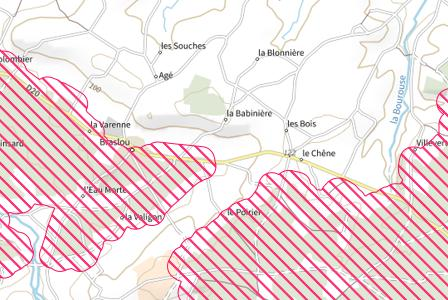 les Souches
la Blonnière
olombier
Agé
100
D20
la Bourouse
la Babinière
la Varenne
les Bois
Braslou
insard
122
le Chêne
l'Eau Morte
la Valigon
le Poirier